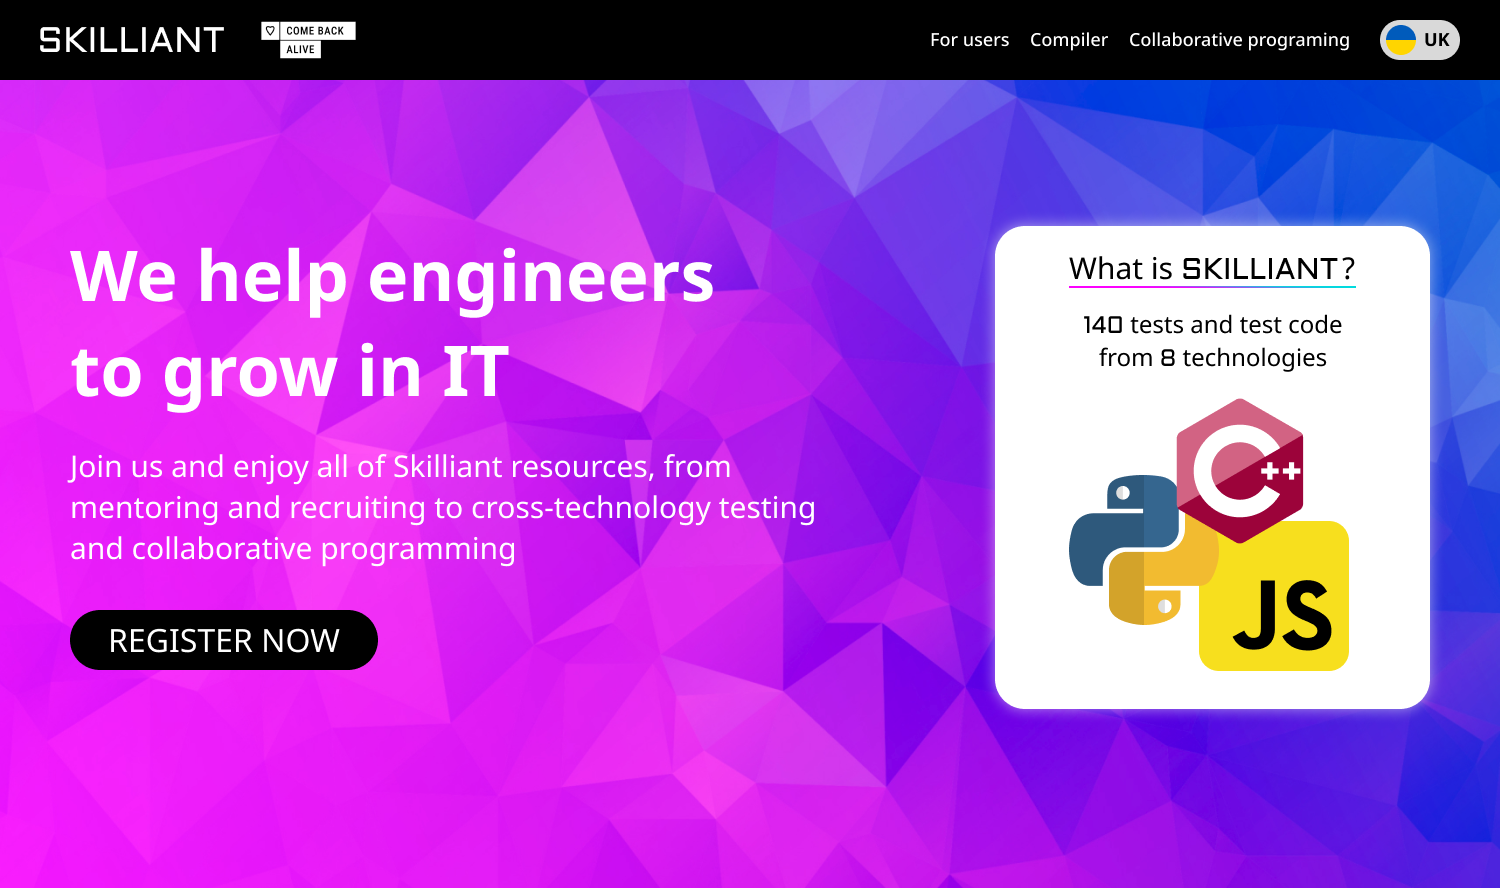 SKILLIANT
COME BACK
ALIVE
For users
Compiler
Collaborative programing
UK
We help engineers
to grow in IT
Join us and enjoy all of Skilliant resources, from
mentoring and recruiting to cross-technology testing
and collaborative programming
REGISTER NOW
What is SKILLIANT?
140 tests and test code
from 8 technologies
C++
JS